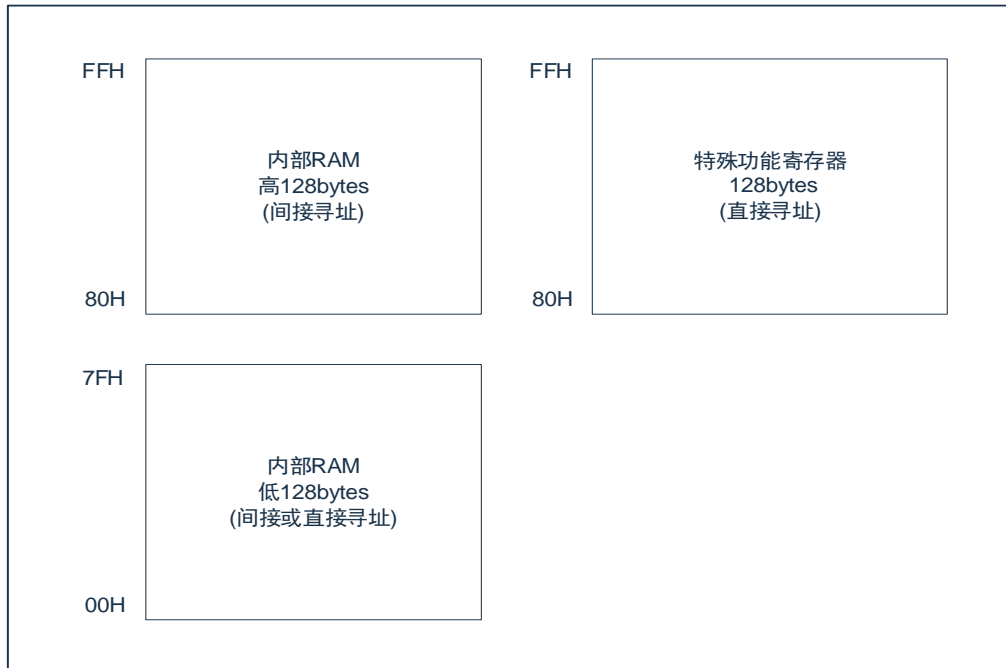 FFH
内部RAM
高128bytes
(间接寻址)
80H
FFH
特殊功能寄存器
128bytes
(直接寻址)
80H
7FH
内部RAM
低128bytes
(间接或直接寻址)
00H